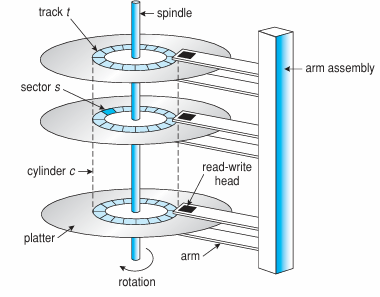 track t
spindle
arm assembly
sector s
cylinder c
read-write
head
platter
arm
rotation